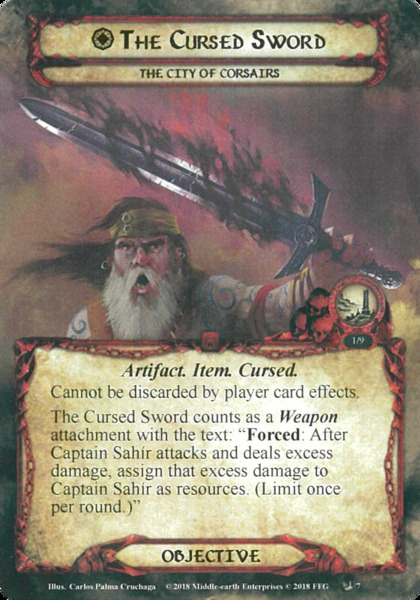 THE CURSED SWORD
THE CITY OF CORSAIRS
1/9
Artifact. Item. Cursed.
Cannot be discarded by player card effects.
The Cursed Sword counts as a Weapon
attachment with the text: “Forced: After
Captain Sahír attacks and deals excess
damage, assign that excess damage to
Captain Sahír as resources. (Limit once
per round.)”
OBJECTIVE
Illus. Carlos Palma Cruchaga © 2018 Middle-earth Enterprises © 2018 FFG 7